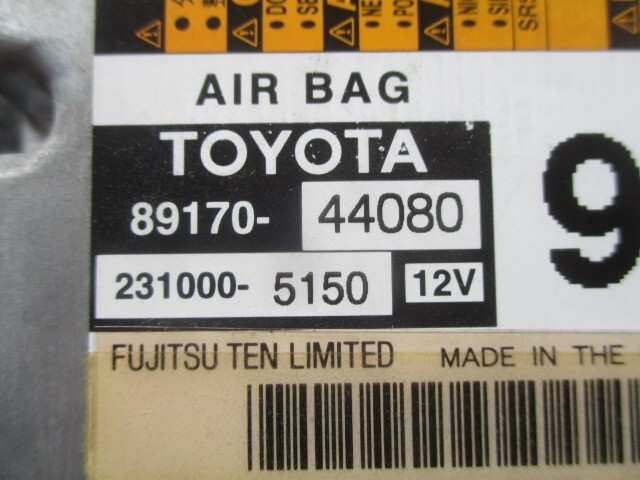 AIR BAG
TOYOTA
89170- 44080
9
231000- 5150 12V
FUJITSU TEN LIMITED MADE IN THE